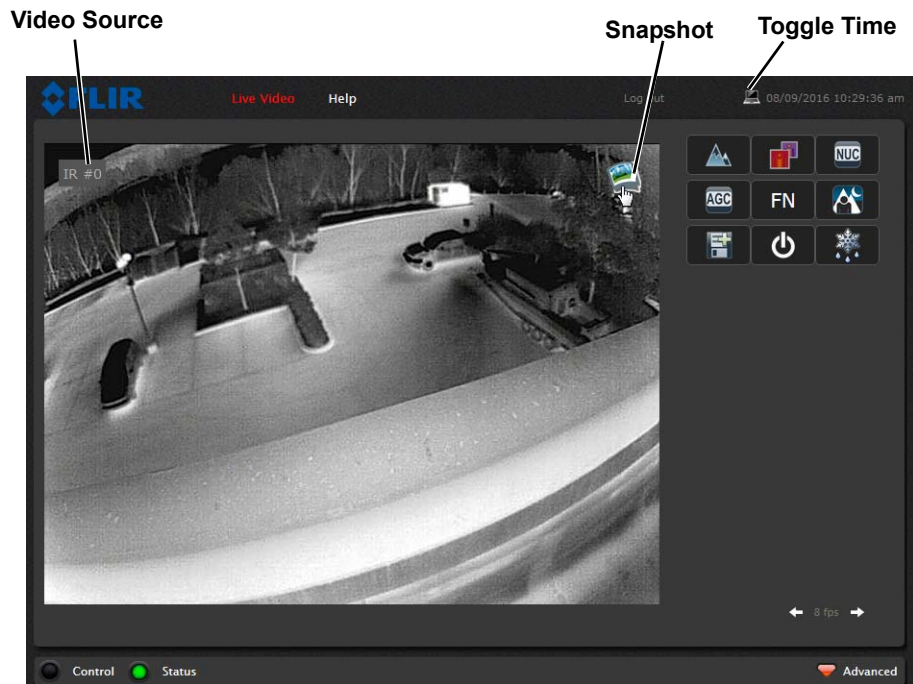 Video Source
Snapshot
Toggle Time
FLIR
Live Video
Help
Log out
08/09/2016 10:29:36 am
IR #0
NUC
AGC
FN
8 fps
Control
Status
Advanced